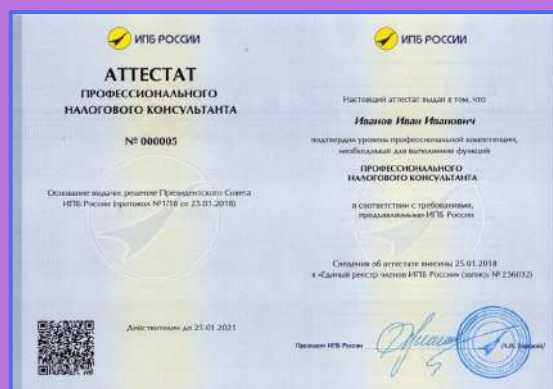 ИПБ РОССИИ
АТТЕСТАТ
ПРОФЕССИОНАЛЬНОГО
НАЛОГОВОГО КОНСУЛЬТАНТА
№ 000005
Основание выдачи: решение Президентского Совета
ИПБ России (протокол №1/18 от 25.01.2018)
Действителен до 25.01.2021
ИПБ РОССИИ
Настоящий аттестат выдан в том, что
Иванов Иван Иванович
подтвердил уровень профессиональной компетенции,
необходимый для выполнения функций
ПРОФЕССИОНАЛЬНОГО
НАЛОГОВОГО КОНСУЛЬТАНТА
в соответствии с требованиями,
предъявляемыми ИПБ России
Сведения об аттестате внесены 25.01.2018
в «Единый реестр членов ИПБ России» (запись № 236032)
Президент ИПБ России